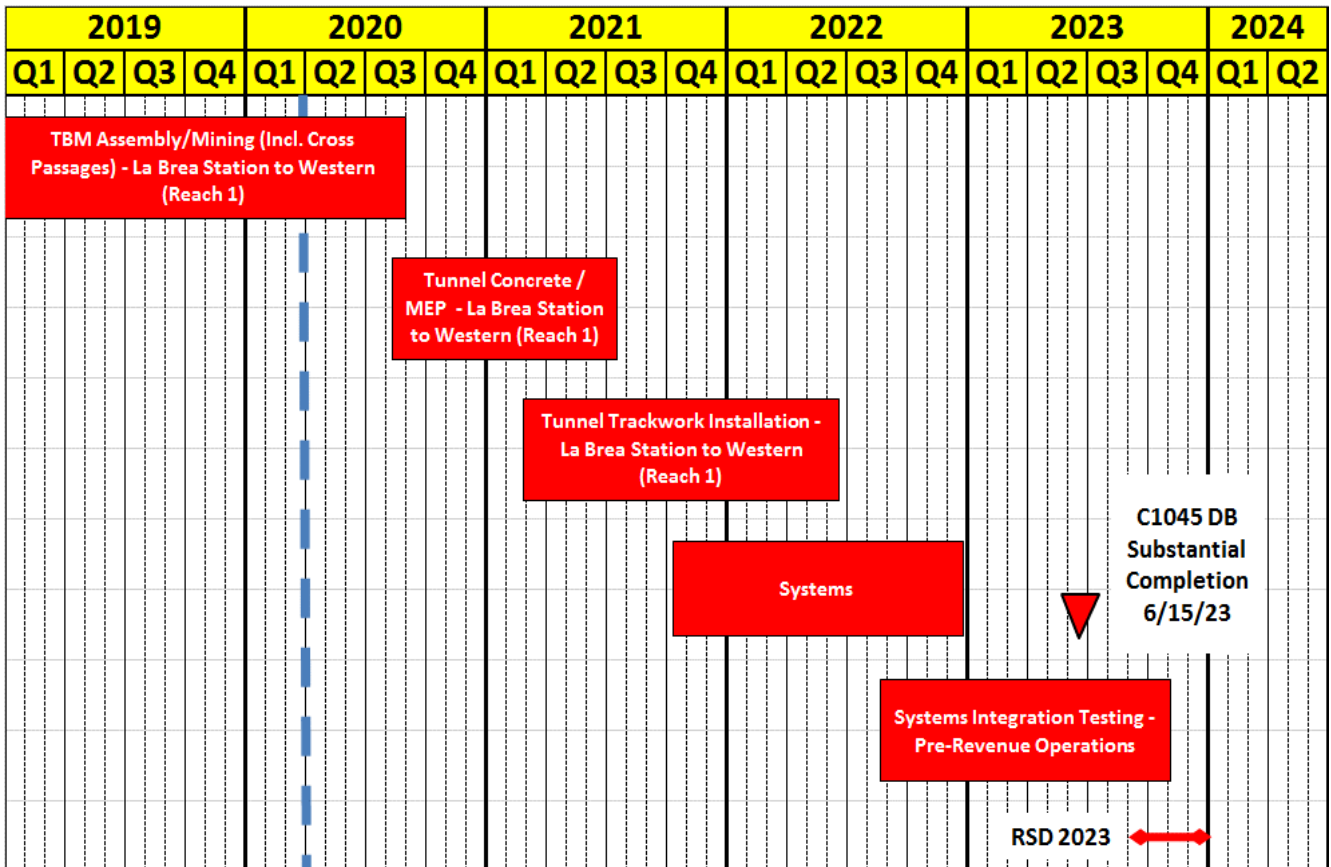 2019 2020 2021 2022 2023 2024
Q1 Q2 Q3 Q4 Q1 Q2 Q3 Q4 Q1 Q2 Q3 Q4 Q1 Q2 Q3 Q4 Q1 Q2 Q3 Q4 Q1 Q2
TBM Assembly/Mining (Incl. Cross
Passages) - La Brea Station to Western
(Reach 1)
Tunnel Concrete /
MEP - La Brea Station
to Western (Reach 1)
Tunnel Trackwork Installation -
La Brea Station to Western
(Reach 1)
C1045 DB
Substantial
Completion
6/15/23
Systems
Systems Integration Testing -
Pre-Revenue Operations
RSD 2023